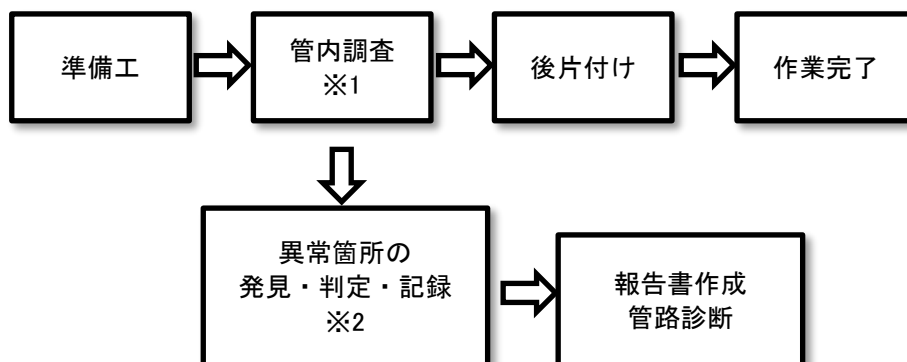 準備工
管内調査
※1
後片付け
作業完了
異常箇所の
発見・判定・記録
※2
報告書作成
管路診断